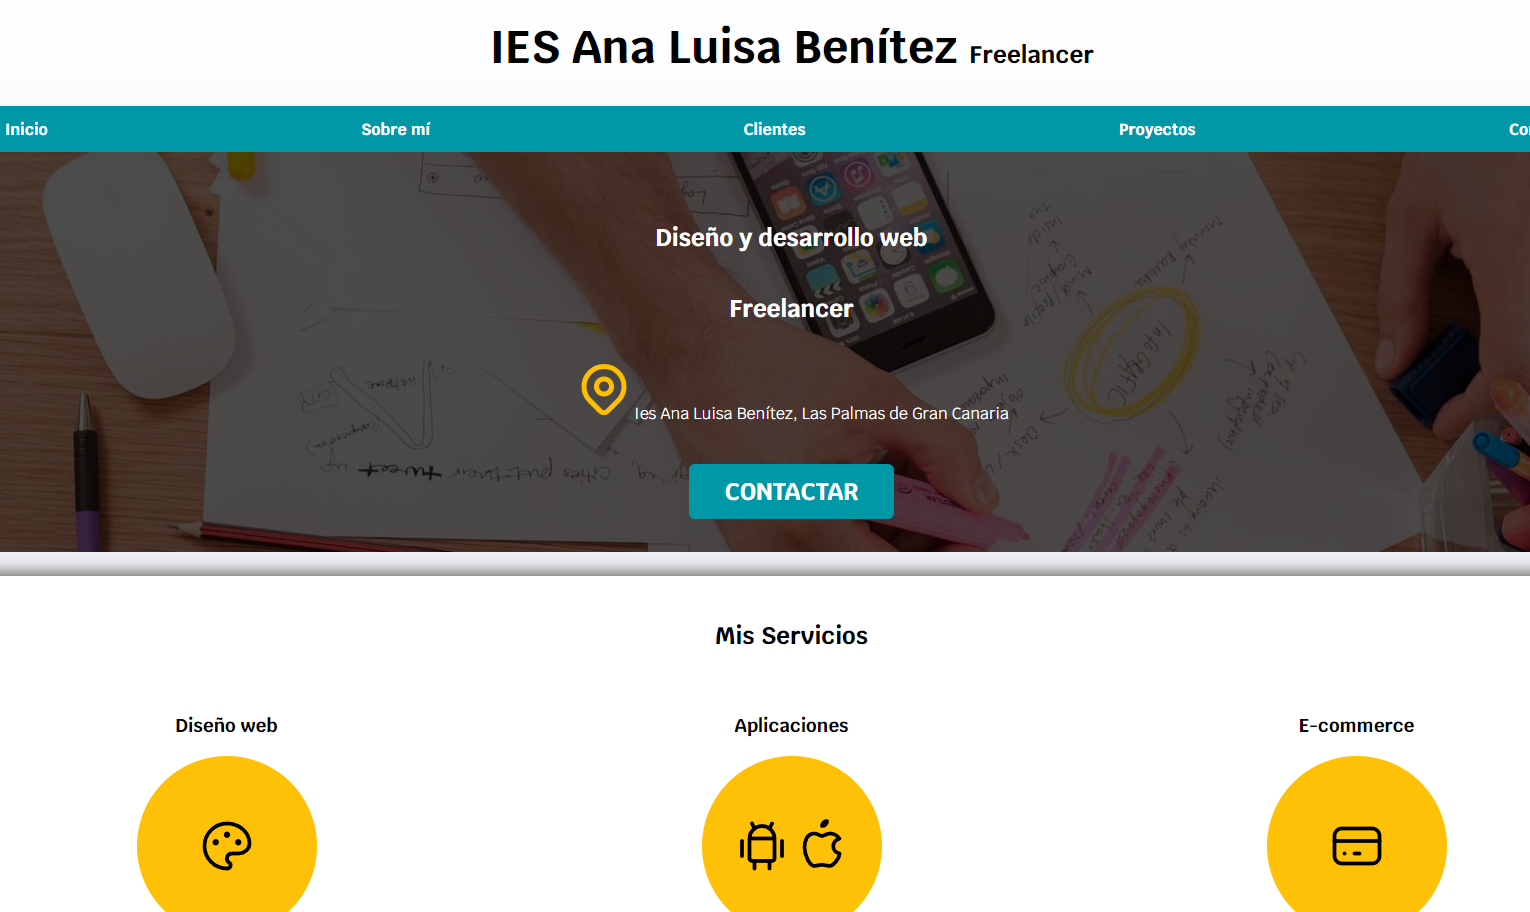 IES Ana Luisa Benítez Freelancer
Inicio Sobre mí Clientes Proyectos
Diseño y desarrollo web
Freelancer
Ies Ana Luisa Benítez, Las Palmas de Gran Canaria
CONTACTAR
Mis Servicios
Diseño web Aplicaciones E-commerce